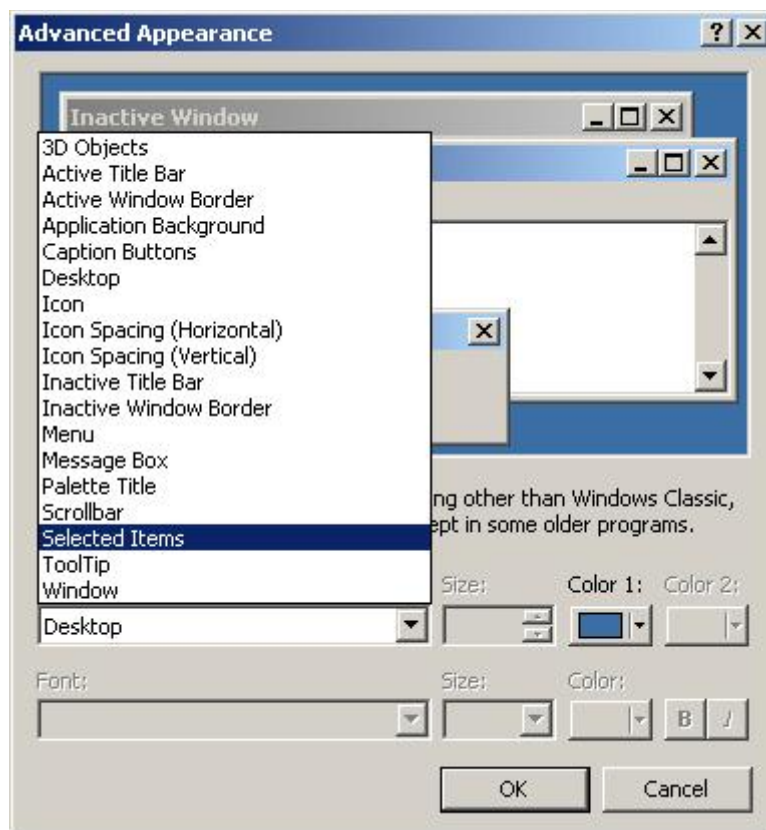 Advanced Appearance
Inactive Window
3D Objects
Active Title Bar
Active Window Border
Application Background
Caption Buttons
Desktop
Icon
Icon Spacing (Horizontal)
Icon Spacing (Vertical)
Inactive Title Bar
Inactive Window Border
Menu
Message Box
Palette Title
Scrollbar
Selected Items
ToolTip
Window
ng other than Windows Classic,
ept in some older programs.
Size: Color 1: Color 2:
Desktop
Font: Size: Color:
B I
OK Cancel